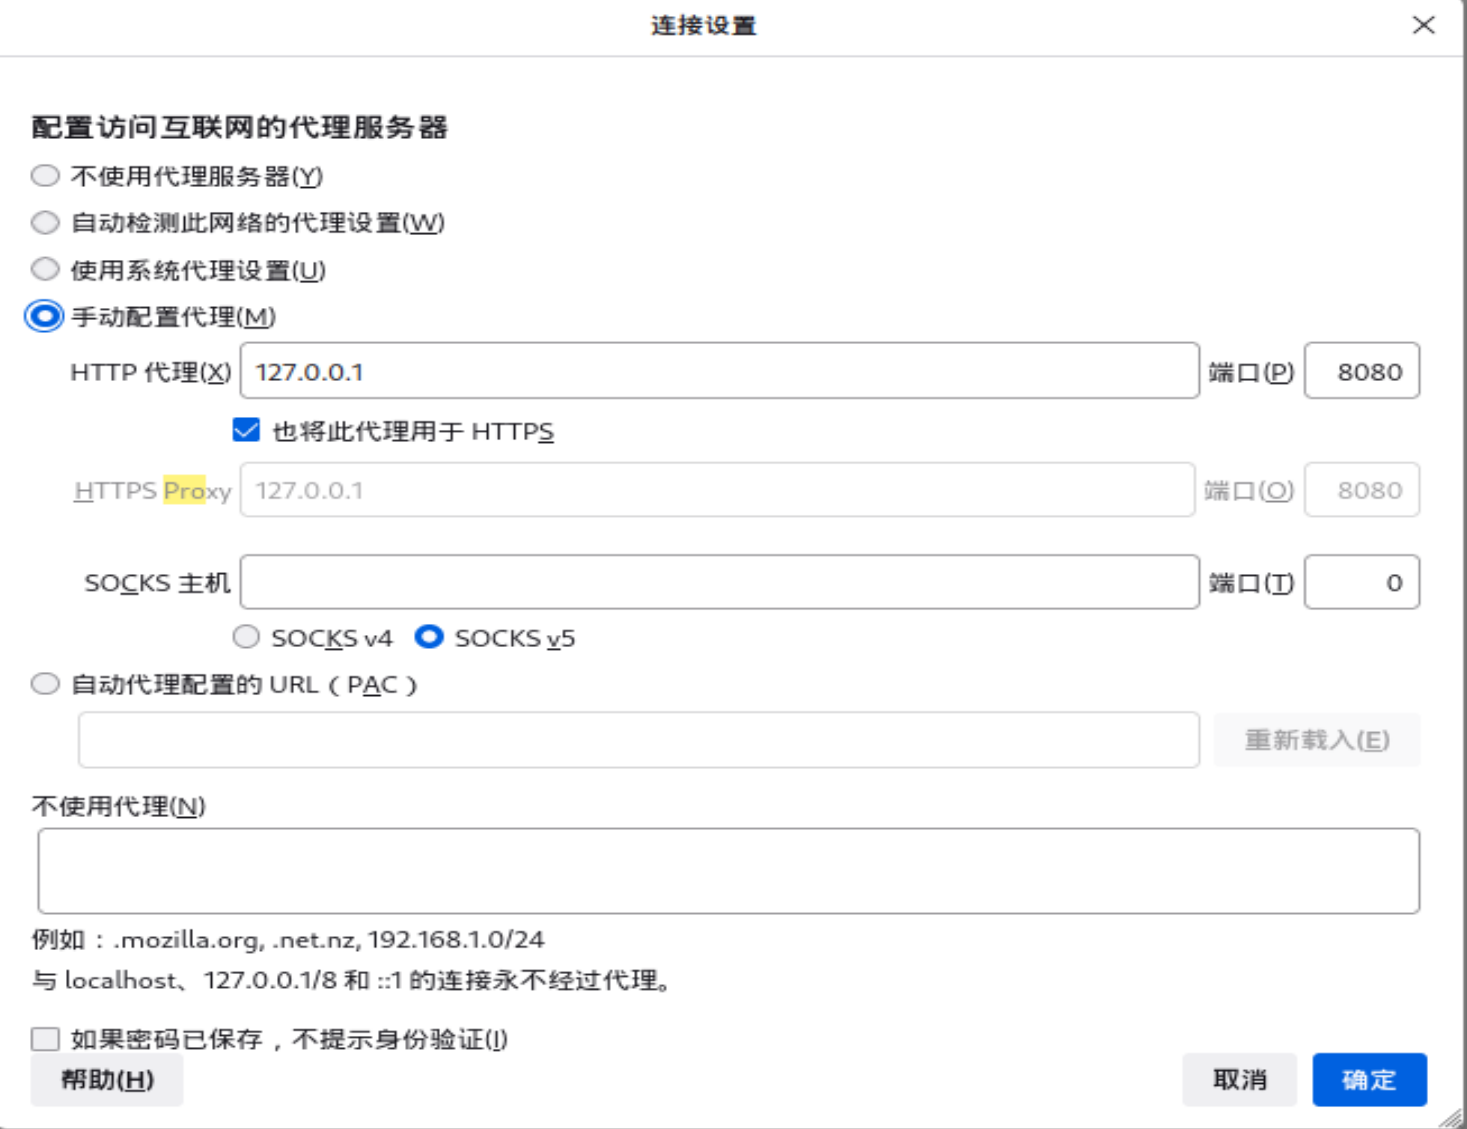 连接设置
配置访问互联网的代理服务器
不使用代理服务器(Y)
自动检测此网络的代理设置(W)
使用系统代理设置(U)
手动配置代理(M)
HTTP 代理(X) 127.0.0.1 端口(P) 8080
也将此代理用于 HTTPS
HTTPS Proxy 127.0.0.1 端口(O) 8080
SOCKS 主机 端口(T) 0
SOCKS v4 SOCKS v5
自动代理配置的 URL（PAC）
重新载入(E)
不使用代理(N)
例如：.mozilla.org, .net.nz, 192.168.1.0/24
与 localhost、127.0.0.1/8 和 ::1 的连接永不经过代理。
如果密码已保存，不提示身份验证(I)
帮助(H) 取消 确定